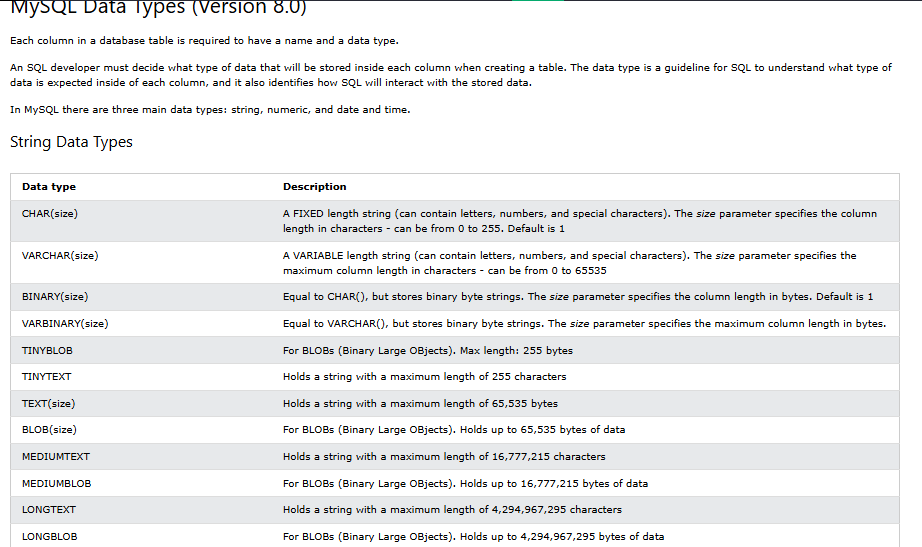 MySQL Data Types (Version 8.0)
Each column in a database table is required to have a name and a data type.
An SQL developer must decide what type of data that will be stored inside each column when creating a table. The data type is a guideline for SQL to understand what type of
data is expected inside of each column, and it also identifies how SQL will interact with the stored data.
In MySQL there are three main data types: string, numeric, and date and time.
String Data Types
Data type Description
CHAR(size) A FIXED length string (can contain letters, numbers, and special characters). The size parameter specifies the column
length in characters - can be from 0 to 255. Default is 1
VARCHAR(size) A VARIABLE length string (can contain letters, numbers, and special characters). The size parameter specifies the
maximum column length in characters - can be from 0 to 65535
BINARY(size) Equal to CHAR(), but stores binary byte strings. The size parameter specifies the column length in bytes. Default is 1
VARBINARY(size) Equal to VARCHAR(), but stores binary byte strings. The size parameter specifies the maximum column length in bytes.
TINYBLOB For BLOBs (Binary Large OBjects). Max length: 255 bytes
TINYTEXT Holds a string with a maximum length of 255 characters
TEXT(size) Holds a string with a maximum length of 65,535 bytes
BLOB(size) For BLOBs (Binary Large OBjects). Holds up to 65,535 bytes of data
MEDIUMTEXT Holds a string with a maximum length of 16,777,215 characters
MEDIUMBLOB For BLOBs (Binary Large OBjects). Holds up to 16,777,215 bytes of data
LONGTEXT Holds a string with a maximum length of 4,294,967,295 characters
LONGBLOB For BLOBs (Binary Large OBjects). Holds up to 4,294,967,295 bytes of data